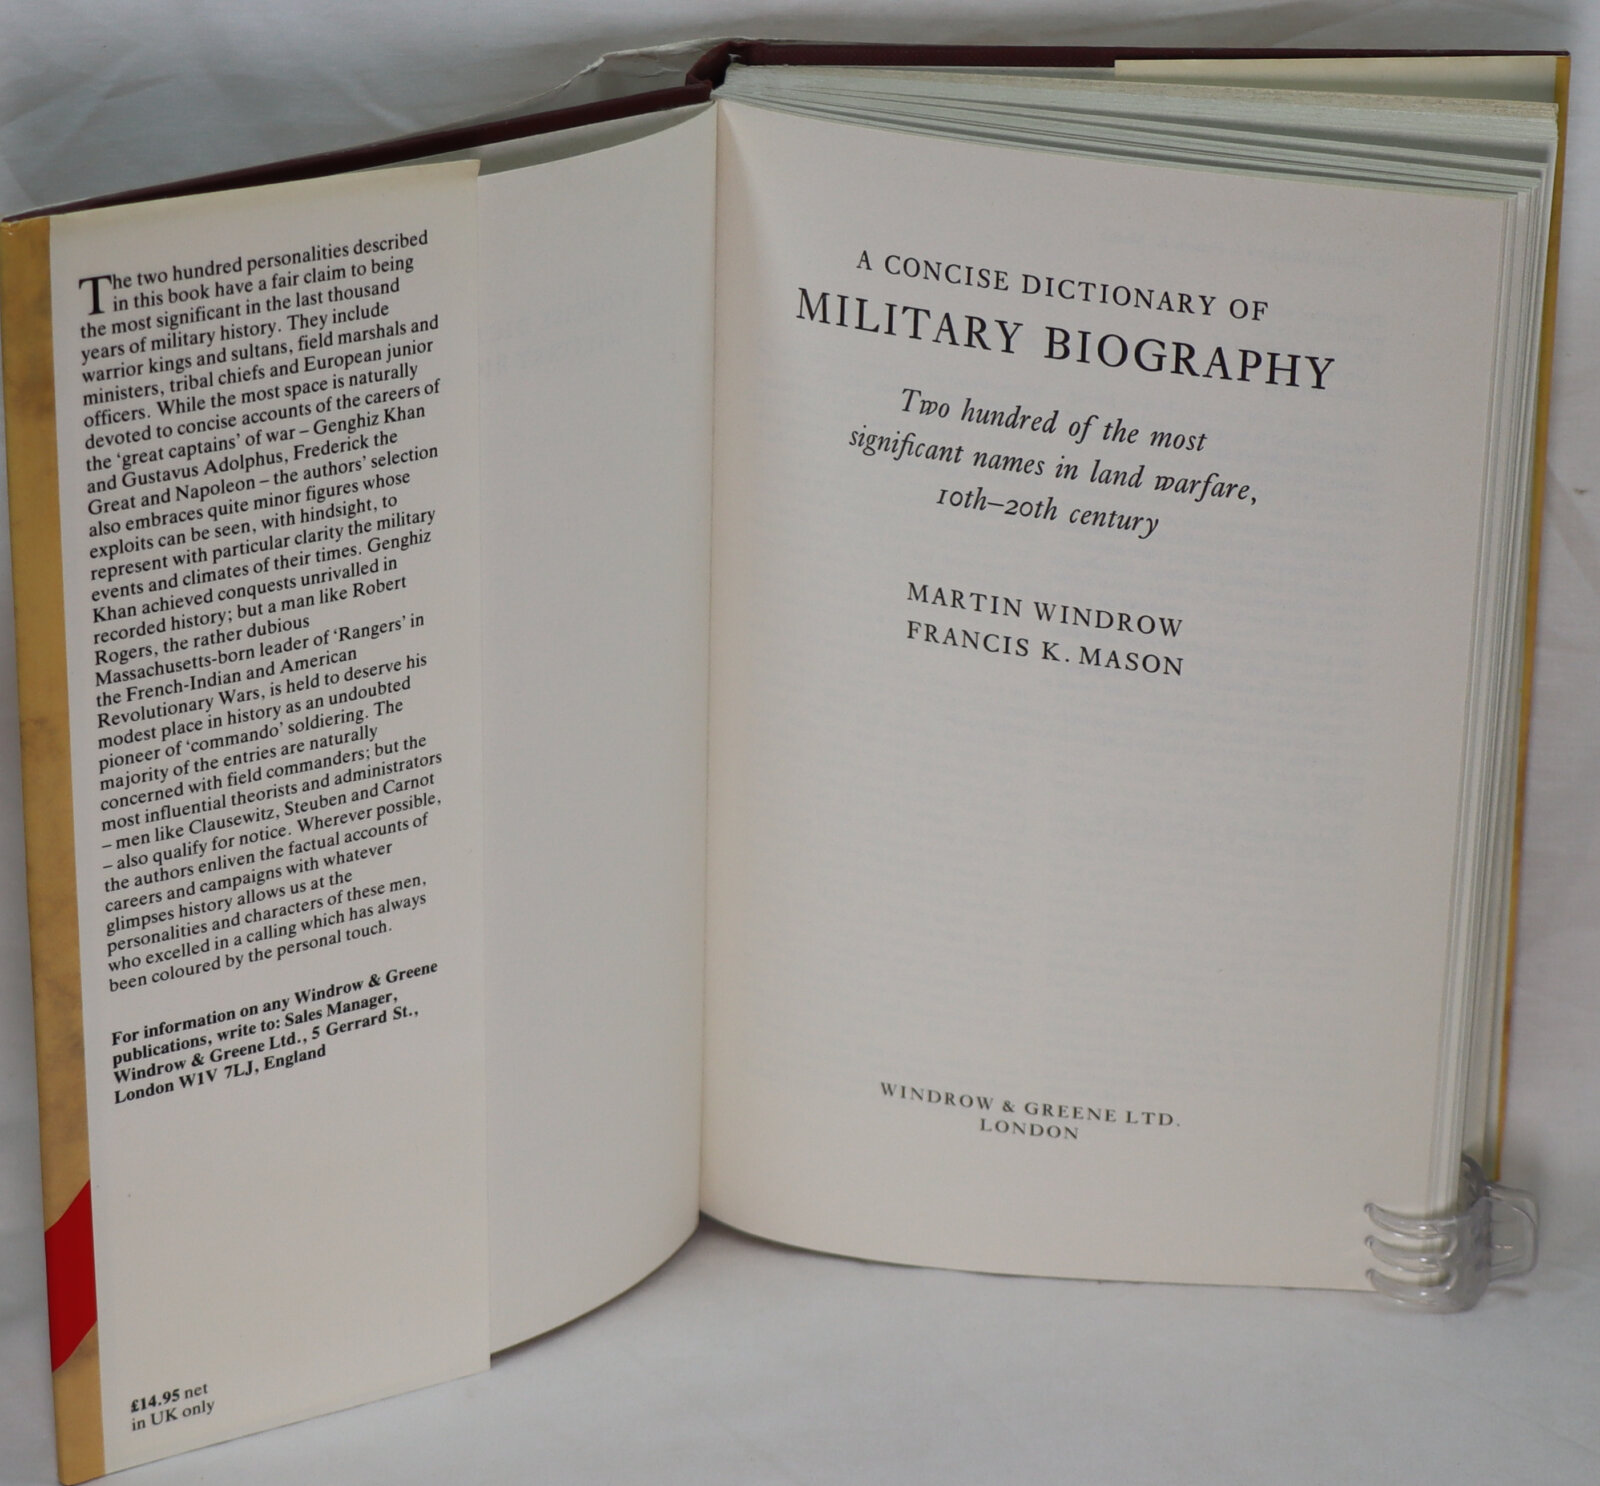 The two hundred personalities described
in this book have a fair claim to being
the most significant in the last thousand
years of military history. They include
warrior kings and sultans, field marshals and
ministers, tribal chiefs and European junior
officers. While the most space is naturally
devoted to concise accounts of the careers of
the ‘great captains’ of war – Genghiz Khan
and Gustavus Adolphus, Frederick the
Great and Napoleon – the authors’ selection
also embraces quite minor figures whose
exploits can be seen, with hindsight, to
represent with particular clarity the military
events and climates of their times. Genghiz
Khan achieved conquests unrivalled in
recorded history; but a man like Robert
Rogers, the rather dubious
Massachusetts-born leader of ‘Rangers’ in
the French-Indian and American
Revolutionary Wars, is held to deserve his
modest place in history as an undoubted
pioneer of ‘commando’ soldiering. The
majority of the entries are naturally
concerned with field commanders; but the
most influential theorists and administrators
– men like Clausewitz, Steuben and Carnot
– also qualify for notice. Wherever possible,
the authors enliven the factual accounts of
careers and campaigns with whatever
glimpses history allows us at the
personalities and characters of these men,
who excelled in a calling which has always
been coloured by the personal touch.
For information on any Windrow & Greene
publications, write to: Sales Manager,
Windrow & Greene Ltd., 5 Gerrard St.,
London W1V 7LJ, England
£14.95 net
in UK only
A CONCISE DICTIONARY OF
MILITARY BIOGRAPHY
Two hundred of the most
significant names in land warfare,
10th–20th century
MARTIN WINDROW
FRANCIS K. MASON
WINDROW & GREENE LTD.
LONDON